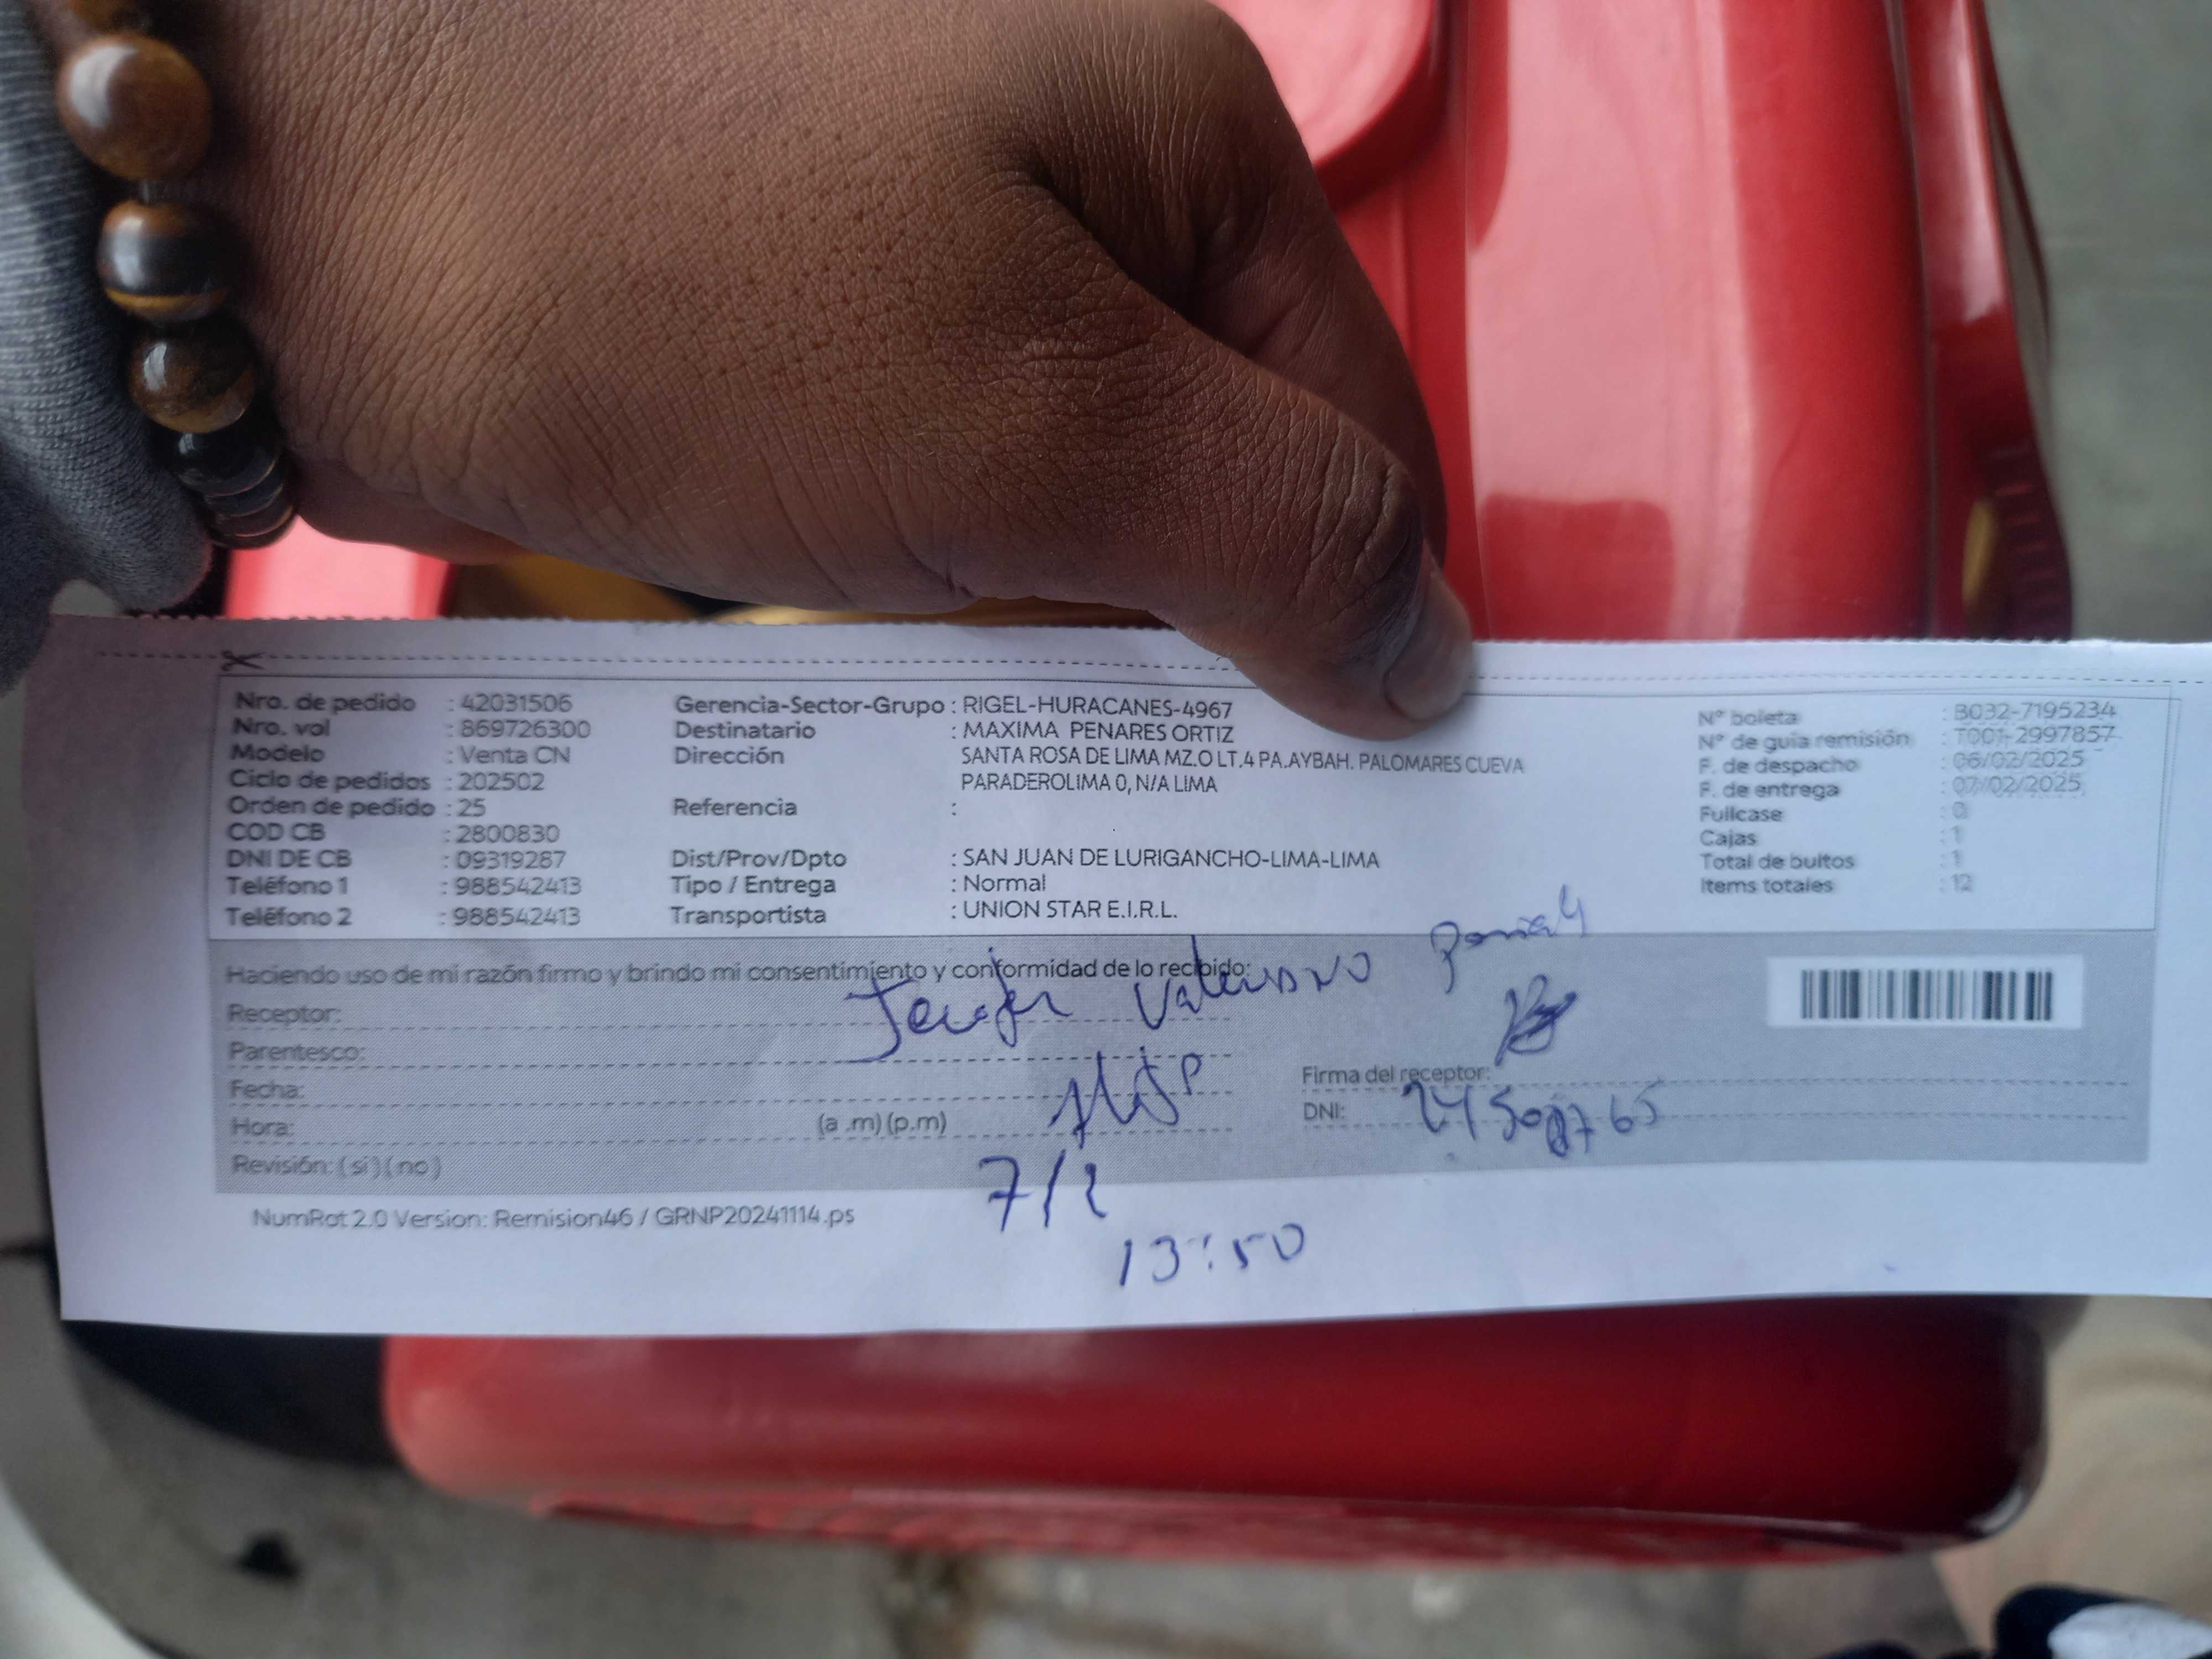 Nro. de pedido : 42031506
Nro. vol : 869726300
Modelo : Venta CN
Ciclo de pedidos : 202502
Orden de pedido : 25
COD CB : 2800830
DNI DE CB : 09319287
Teléfono 1 : 988542413
Teléfono 2 : 988542413
Gerencia-Sector-Grupo : RIGEL-HURACANES-4967
Destinatario : MAXIMA PENARES ORTIZ
Dirección SANTA ROSA DE LIMA MZ.O LT.4 PA.AYBAH. PALOMARES CUEVA
PARADEROLIMA 0, N/A LIMA
Referencia :
Dist/Prov/Dpto : SAN JUAN DE LURIGANCHO-LIMA-LIMA
Tipo / Entrega : Normal
Transportista : UNION STAR E.I.R.L.
N° boleta : B032-7195234
N° de guia remisión : T001-2997857
F. de despacho : 06/02/2025
F. de entrega : 07/02/2025
Fullcase : 0
Cajas : 1
Total de bultos : 1
Items totales : 12
Haciendo uso de mi razón firmo y brindo mi consentimiento y conformidad de lo recibido:
Receptor:
Parentesco:
Fecha:
Hora: (a .m) (p.m)
Revisión: (si) (no)
Firma del receptor:
DNI:
7/2
13:50
NumRot 2.0 Version: Remision46 / GRNP20241114.ps